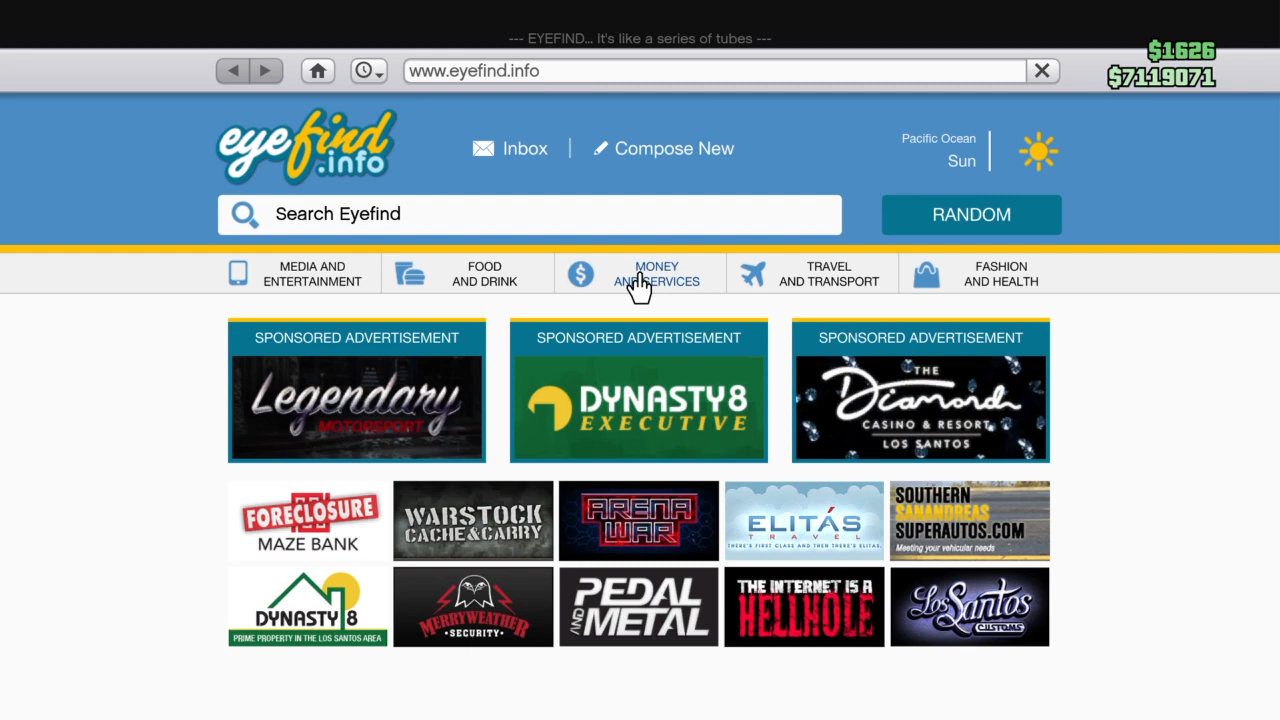 --- EYEFIND... It's like a series of tubes ---
$1626
www.eyefind.info
$7119071
eyefind
.info
Inbox
Compose New
Pacific Ocean
Sun
Search Eyefind
RANDOM
MEDIA AND
ENTERTAINMENT
FOOD
AND DRINK
MONEY
AND SERVICES
TRAVEL
AND TRANSPORT
FASHION
AND HEALTH
SPONSORED ADVERTISEMENT
Legendary
MOTORSPORT
SPONSORED ADVERTISEMENT
DYNASTY8
EXECUTIVE
SPONSORED ADVERTISEMENT
THE
Diamond
CASINO & RESORT
LOS SANTOS
FORECLOSURE
MAZE BANK
WARSTOCK
CACHE&CARRY
ARENA
WAR
ELITÁS
TRAVEL
THERE'S FIRST CLASS AND THEN THERE'S ELITAS.
SOUTHERN
SANANDREAS
SUPERAUTOS.COM
Meeting your vehicular needs
DYNASTY 8
PRIME PROPERTY IN THE LOS SANTOS AREA
MERRYWEATHER
SECURITY
PEDAL
AND METAL
THE INTERNET IS A
HELLHOLE
Los Santos
CUSTOMS